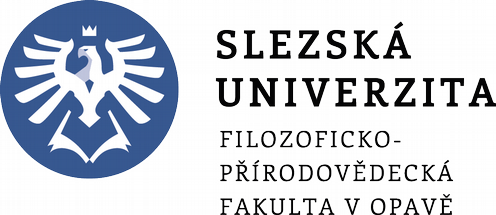 SLEZSKÁ
UNIVERZITA
FILOZOFICKO-
PŘÍRODOVĚDECKÁ
FAKULTA V OPAVĚ